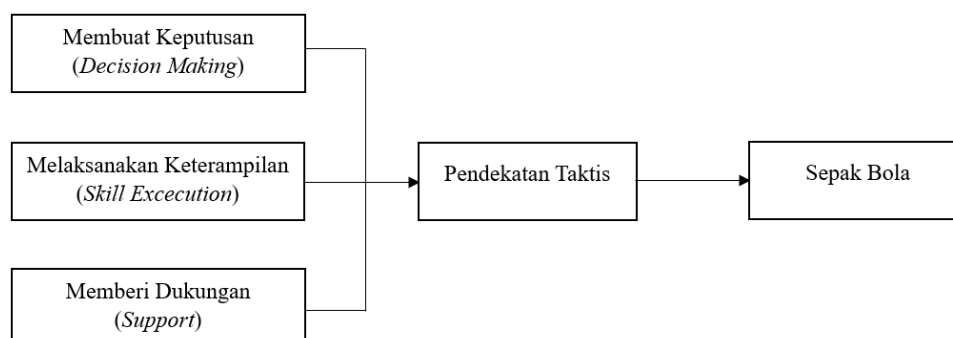 Membuat Keputusan
(Decision Making)
Melaksanakan Keterampilan
(Skill Excecution)
Pendekatan Taktis
Sepak Bola
Memberi Dukungan
(Support)